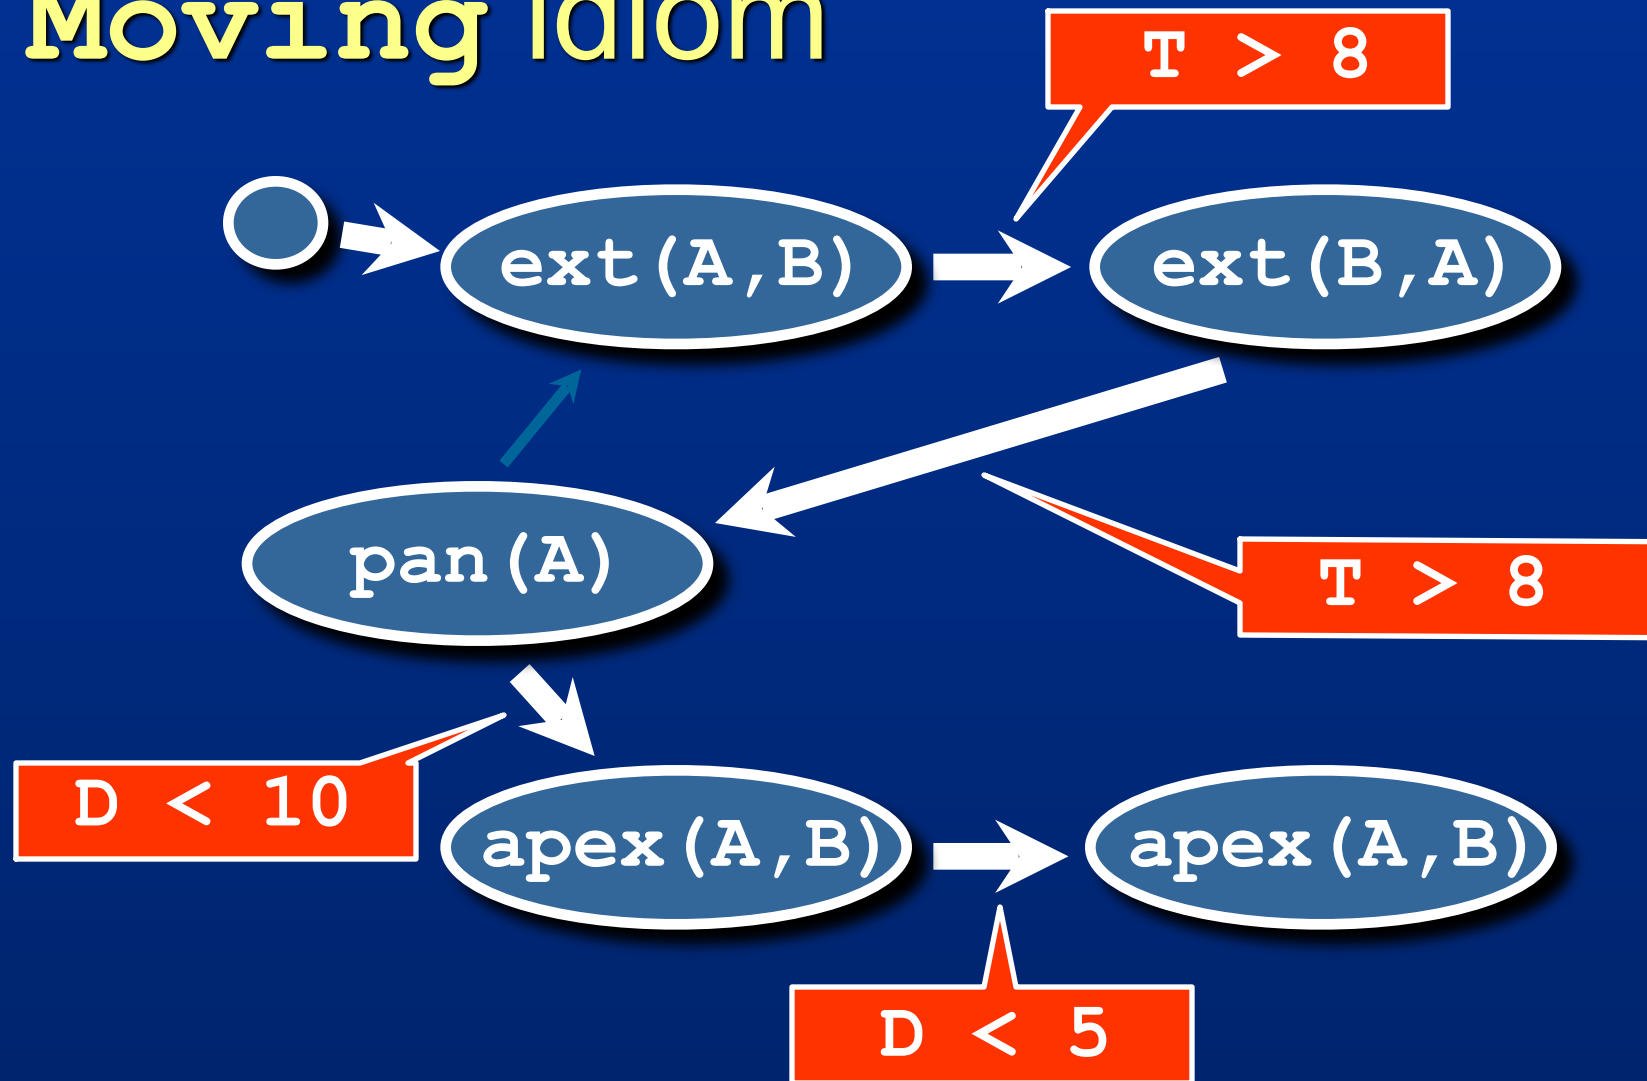 Moving Idiom
T > 8
ext(A,B)
ext(B,A)
pan(A)
T > 8
D < 10
apex(A,B)
apex(A,B)
D < 5